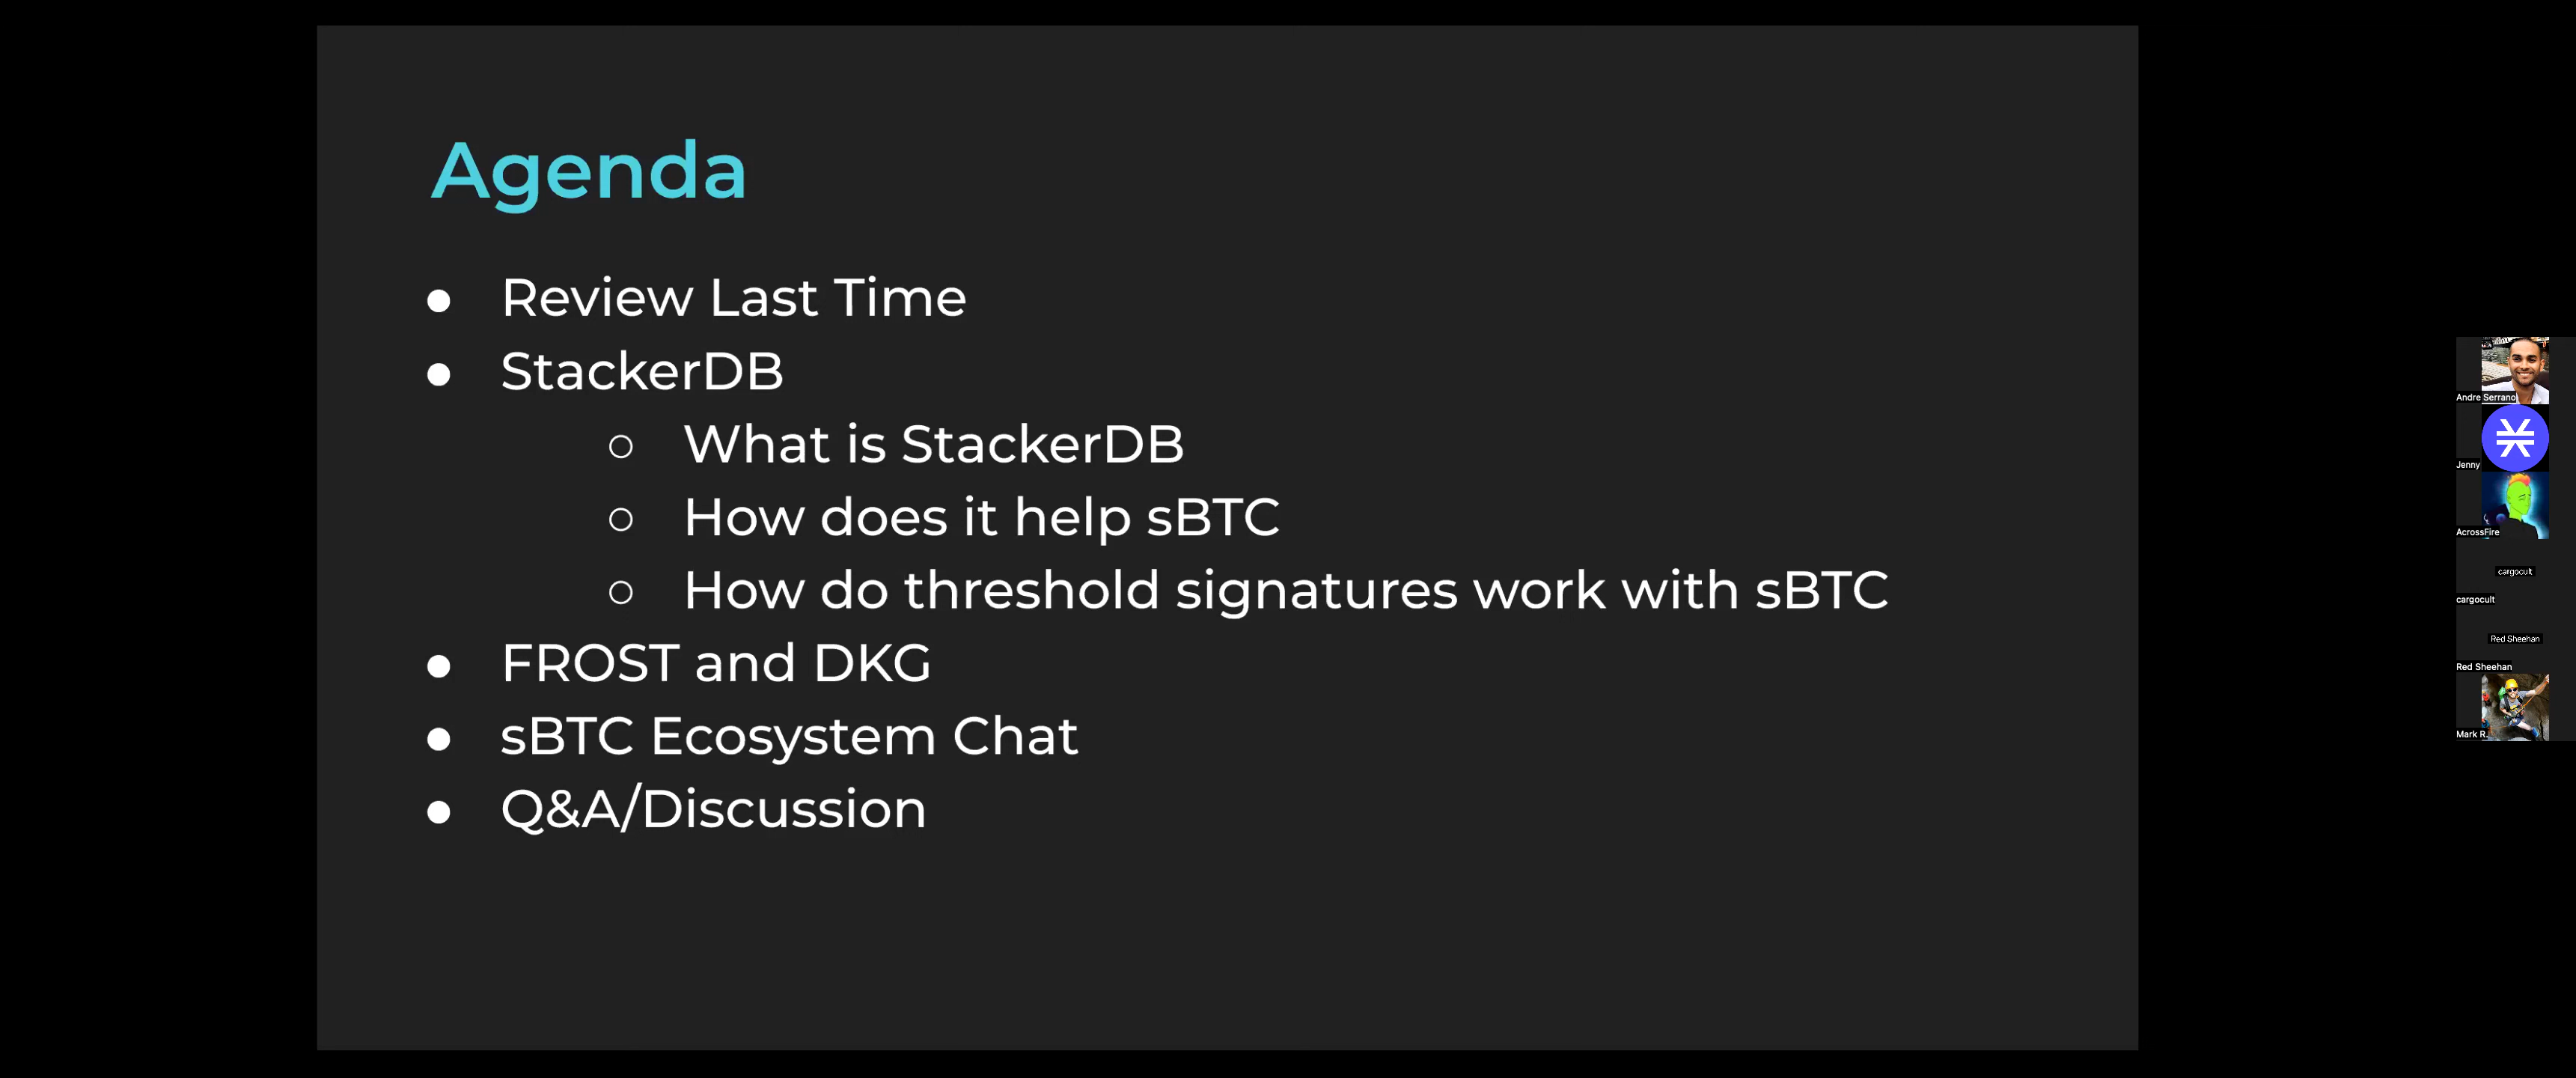 Agenda
● Review Last Time
● StackerDB
○ What is StackerDB
○ How does it help sBTC
○ How do threshold signatures work with sBTC
● FROST and DKG
● sBTC Ecosystem Chat
● Q&A/Discussion
Andre Serrano
Jenny
AcrossFire
cargocult
cargocult
Red Sheehan
Red Sheehan
Mark R.